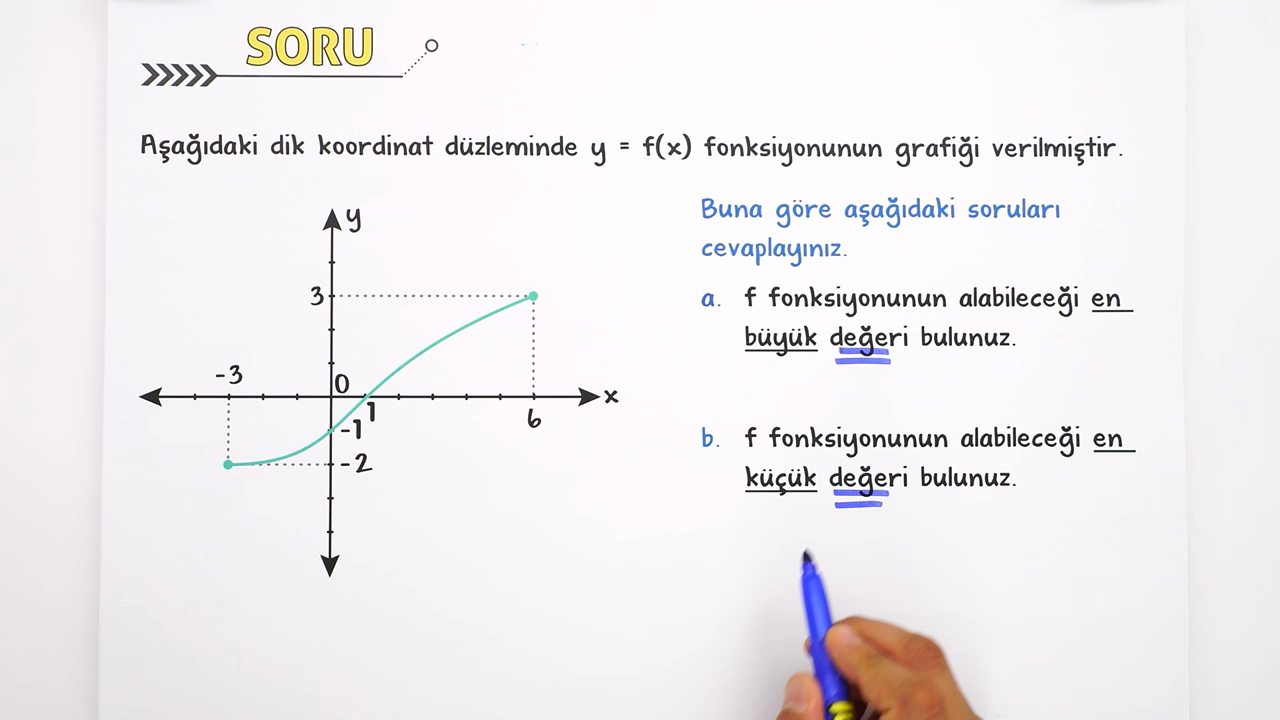 SORU
Aşağıdaki dik koordinat düzleminde y = f(x) fonksiyonunun grafiği verilmiştir.
Buna göre aşağıdaki soruları
cevaplayınız.
a. f fonksiyonunun alabileceği en
büyük değeri bulunuz.
b. f fonksiyonunun alabileceği en
küçük değeri bulunuz.
y
3
-3
0
x
1
6
-1
-2